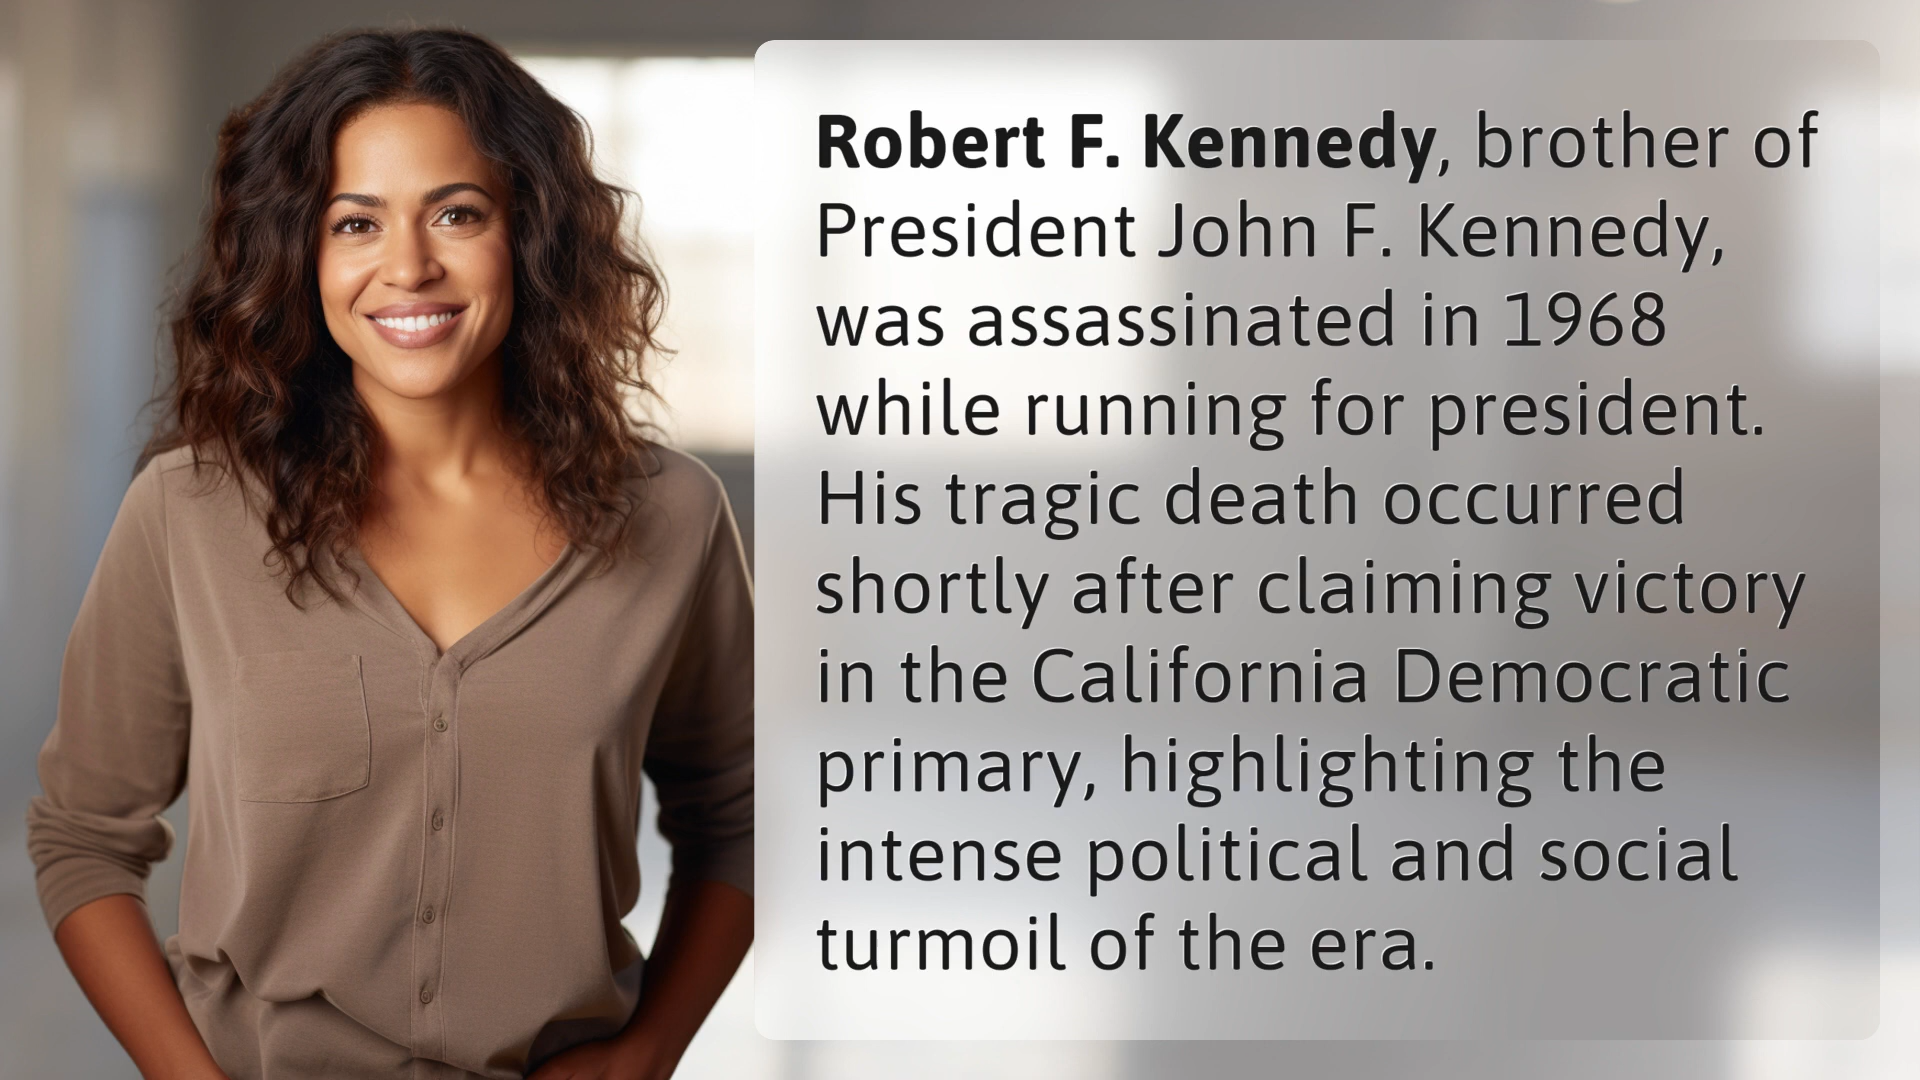 Robert F. Kennedy, brother of
President John F. Kennedy,
was assassinated in 1968
while running for president.
His tragic death occurred
shortly after claiming victory
in the California Democratic
primary, highlighting the
intense political and social
turmoil of the era.